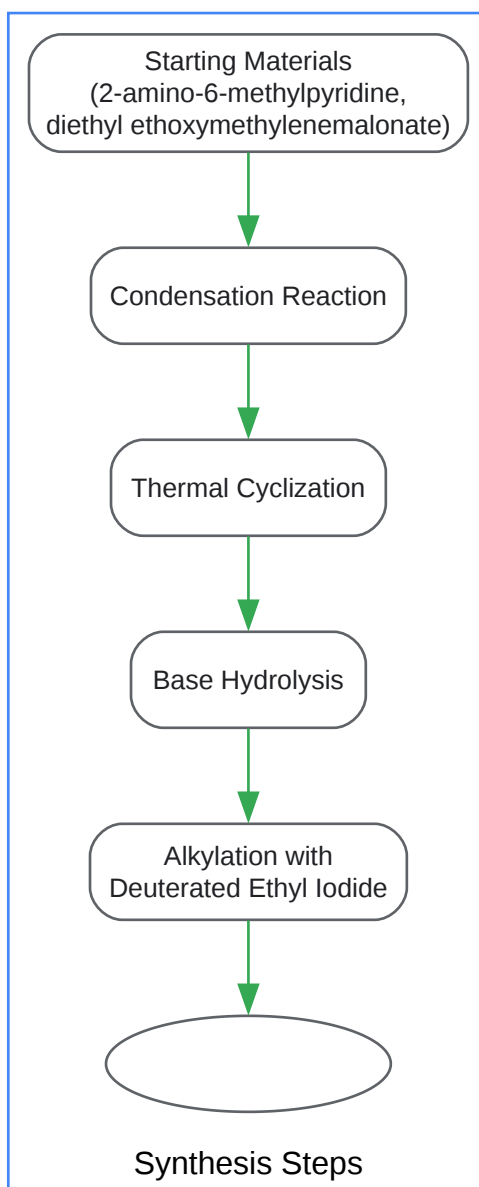 Starting Materials
(2-amino-6-methylpyridine,
diethyl ethoxymethylenemalonate)
Condensation Reaction
Thermal Cyclization
Base Hydrolysis
Alkylation with
Deuterated Ethyl Iodide
Synthesis Steps